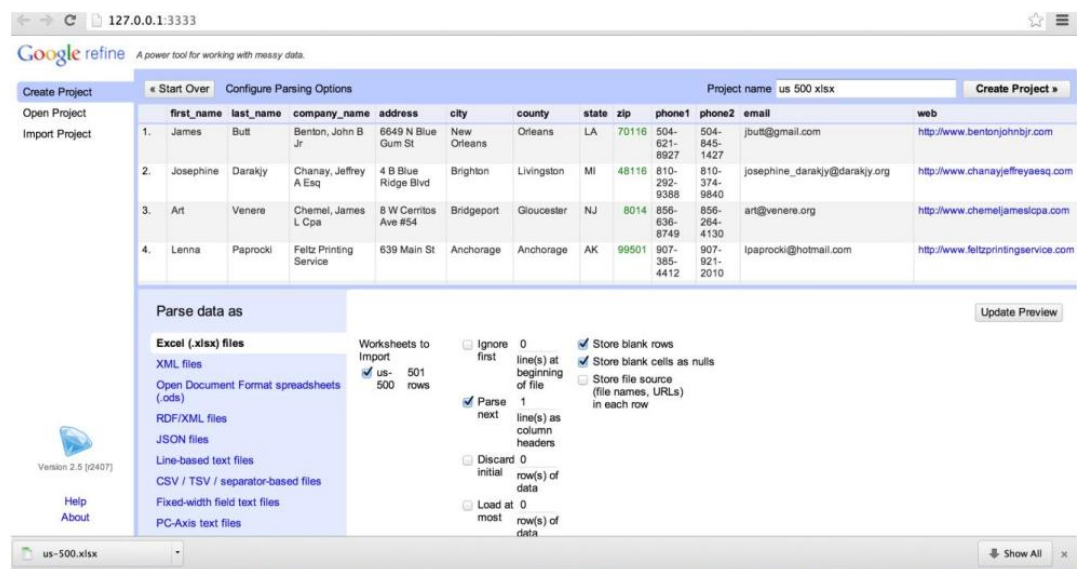 127.0.0.1:3333
Google refine A power tool for working with messy data.
Create Project
Open Project
Import Project
« Start Over Configure Parsing Options Project name us 500 xlsx Create Project »
first_name last_name company_name address city county state zip phone1 phone2 email web
1. James Butt Benton, John B Jr 6649 N Blue Gum St New Orleans Orleans LA 70116 504-621-8927 504-845-1427 jbutt@gmail.com http://www.bentonjohnbjr.com
2. Josephine Darakjy Chanay, Jeffrey A Esq 4 B Blue Ridge Blvd Brighton Livingston MI 48116 810-292-9388 810-374-9840 josephine_darakjy@darakjy.org http://www.chanayjeffreyaesq.com
3. Art Venere Chemel, James L Cpa 8 W Cerritos Ave #54 Bridgeport Gloucester NJ 8014 856-636-8749 856-264-4130 art@venere.org http://www.chemeljameslcpa.com
4. Lenna Paprocki Feltz Printing Service 639 Main St Anchorage Anchorage AK 99501 907-385-4412 907-921-2010 lpaprocki@hotmail.com http://www.feltzprintingservice.com
Parse data as
Update Preview
Excel (.xlsx) files
XML files
Open Document Format spreadsheets
(.ods)
RDF/XML files
JSON files
Line-based text files
CSV / TSV / separator-based files
Fixed-width field text files
PC-Axis text files
Worksheets to
Import
us-500 501 rows
Ignore first 0 line(s) at beginning of file
Parse next 1 line(s) as column headers
Discard initial 0 row(s) of data
Load at most 0 row(s) of data
Store blank rows
Store blank cells as nulls
Store file source
(file names, URLs)
in each row
Version 2.5 [r2407]
Help
About
us-500.xlsx
Show All